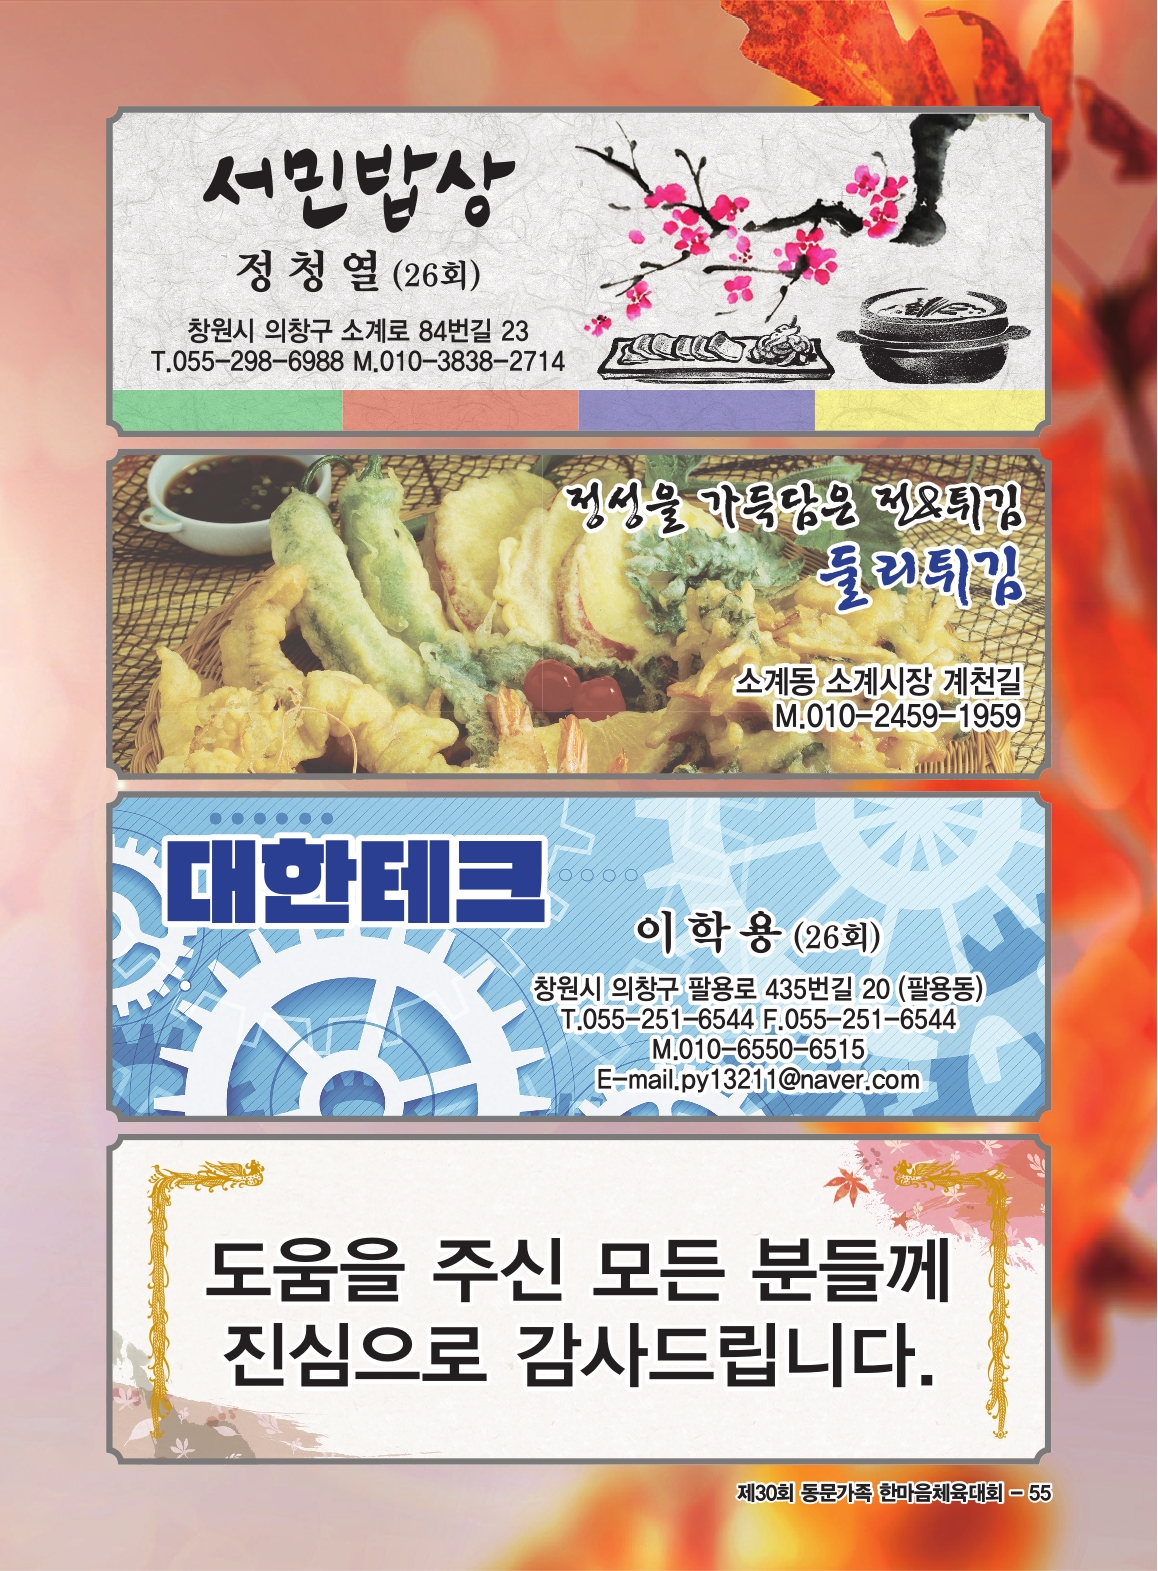 서민밥상
정청열 (26회)
창원시 의창구 소계로 84번길 23
T.055-298-6988 M.010-3838-2714
정성을 가득담은 전&튀김
둘리튀김
소계동 소계시장 계천길
M.010-2459-1959
대한테크
이학용 (26회)
창원시 의창구 팔용로 435번길 20 (팔용동)
T.055-251-6544 F.055-251-6544
M.010-6550-6515
E-mail.py13211@naver.com
도움을 주신 모든 분들께
진심으로 감사드립니다.
제30회 동문가족 한마음체육대회 - 55